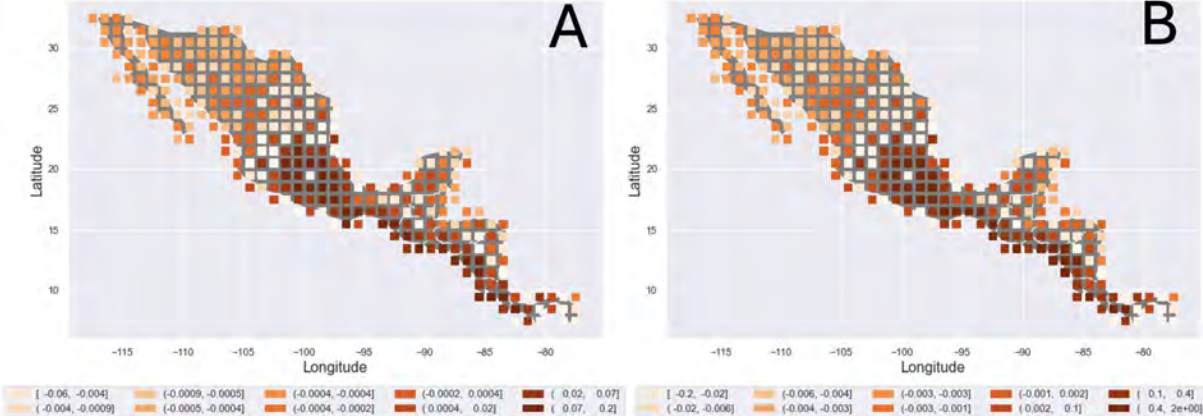 A
B
30
25
20
15
10
Latitude
−115 −110 −105 −100 −95 −90 −85 −80
Longitude
30
25
20
15
10
Latitude
−115 −110 −105 −100 −95 −90 −85 −80
Longitude
[ -0.06, -0.004] (-0.0009, -0.0005] (-0.0004, -0.0004] (-0.0002, 0.0004] ( 0.02, 0.07]
(-0.004, -0.0009] (-0.0005, -0.0004] (-0.0004, -0.0002] ( 0.0004, 0.02] ( 0.07, 0.2]
[ -0.2, -0.02] (-0.006, -0.004] (-0.003, -0.003] (-0.001, 0.002] ( 0.1, 0.4]
(-0.02, -0.006] (-0.004, -0.003] (-0.003, -0.001] ( 0.002, 0.1] ( 0.4,